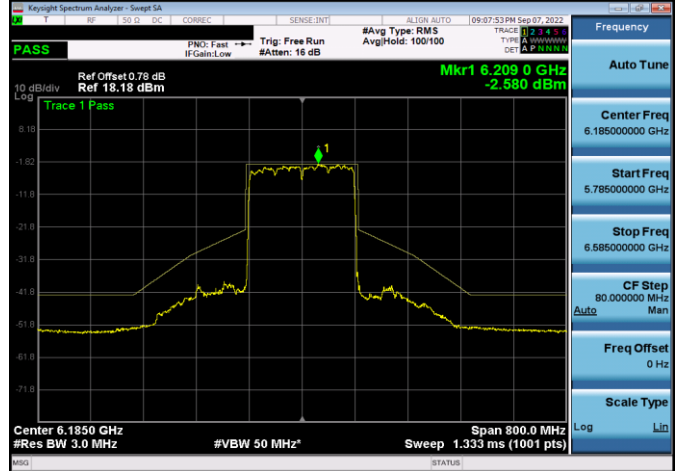 Keysight Spectrum Analyzer - Swept SA
T RF 50 Ω DC CORREC SENSE:INT ALIGN AUTO 09:07:53 PM Sep 07, 2022
PASS
PNO: Fast
IFGain:Low
Trig: Free Run
#Atten: 16 dB
#Avg Type: RMS
Avg|Hold: 100/100
TRACE 1 2 3 4 5 6
TYPE A WWWWW
DET A P N N N N
Frequency
Ref Offset 0.78 dB
10 dB/div Ref 18.18 dBm
Log
Mkr1 6.209 0 GHz
-2.580 dBm
Trace 1 Pass
1
8.18
-1.82
-11.8
-21.8
-31.8
-41.8
-51.8
-61.8
-71.8
Center 6.1850 GHz Span 800.0 MHz
#Res BW 3.0 MHz #VBW 50 MHz* Sweep 1.333 ms (1001 pts)
Auto Tune
Center Freq
6.185000000 GHz
Start Freq
5.785000000 GHz
Stop Freq
6.585000000 GHz
CF Step
80.000000 MHz
Auto Man
Freq Offset
0 Hz
Scale Type
Log Lin
MSG STATUS